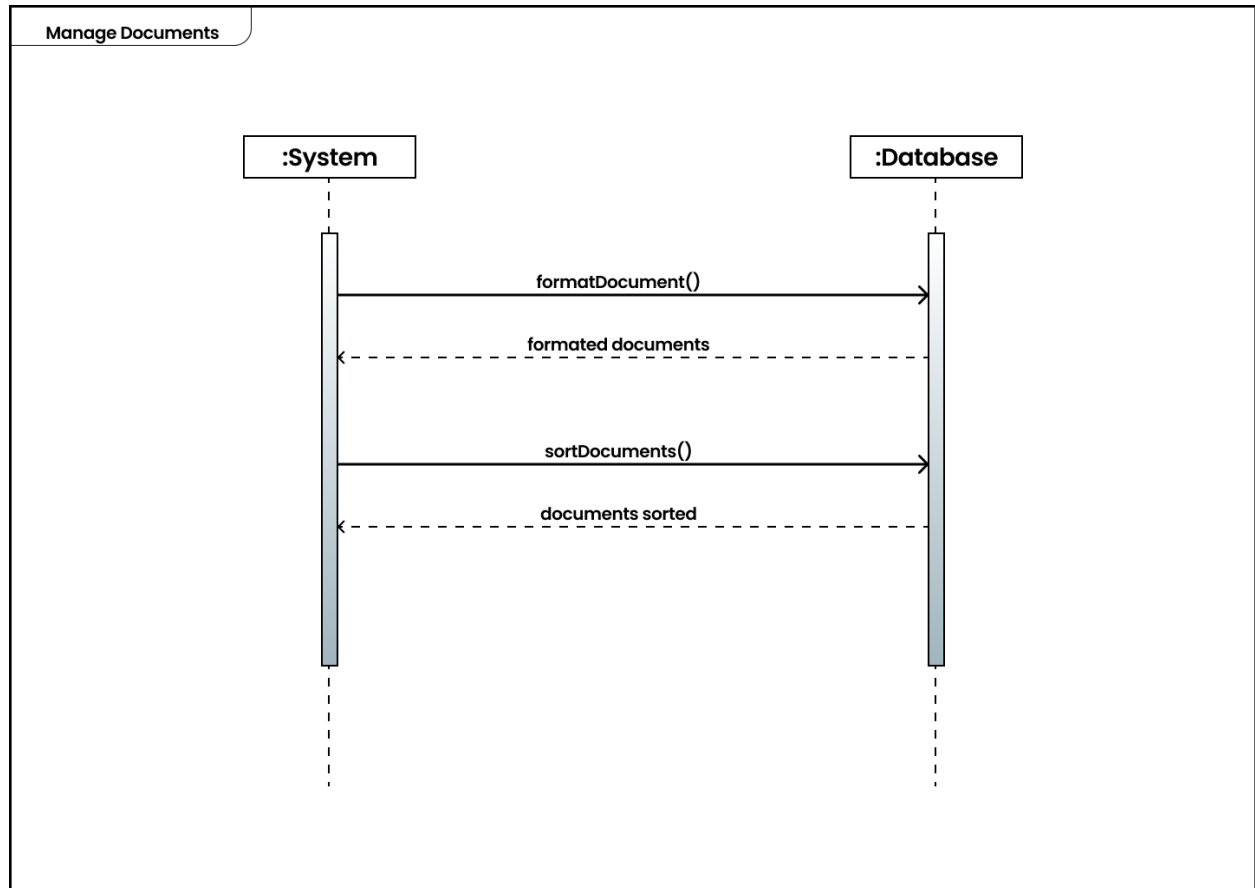 Manage Documents
:System
:Database
formatDocument()
formated documents
sortDocuments()
documents sorted